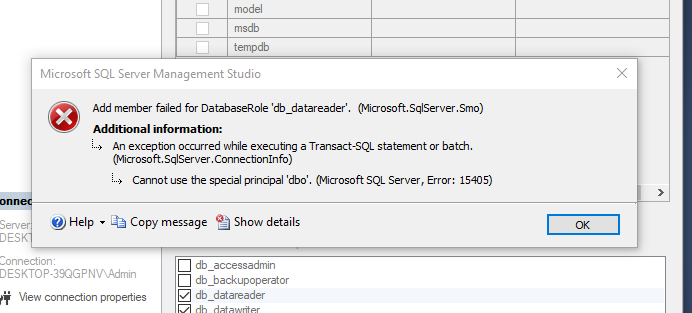 model
msdb
tempdb
Microsoft SQL Server Management Studio
Add member failed for DatabaseRole 'db_datareader'. (Microsoft.SqlServer.Smo)
Additional information:
An exception occurred while executing a Transact-SQL statement or batch.
(Microsoft.SqlServer.ConnectionInfo)
Cannot use the special principal 'dbo'. (Microsoft SQL Server, Error: 15405)
Help
Copy message
Show details
OK
Server:
DESKTOP
Connection:
DESKTOP-39QGPNV\Admin
View connection properties
db_accessadmin
db_backupoperator
db_datareader
db_datawriter